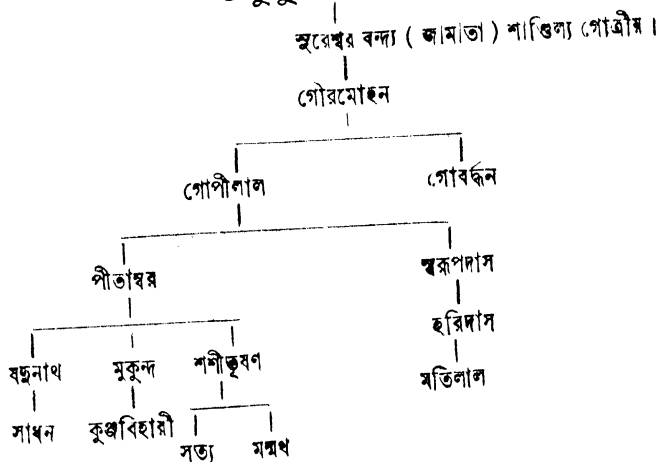 সুরেশ্বর বন্দ্য ( জামাতা ) শাণ্ডিল্য গোত্রীয় ।
গৌরমোহন
গোপীলাল গোবর্দ্ধন
পীতাম্বর স্বরূপদাস
হরিদাস
যদুনাথ মুকুন্দ শশীভূষণ মতিলাল
সাধন কুঞ্জবিহারী সত্য মন্মথ